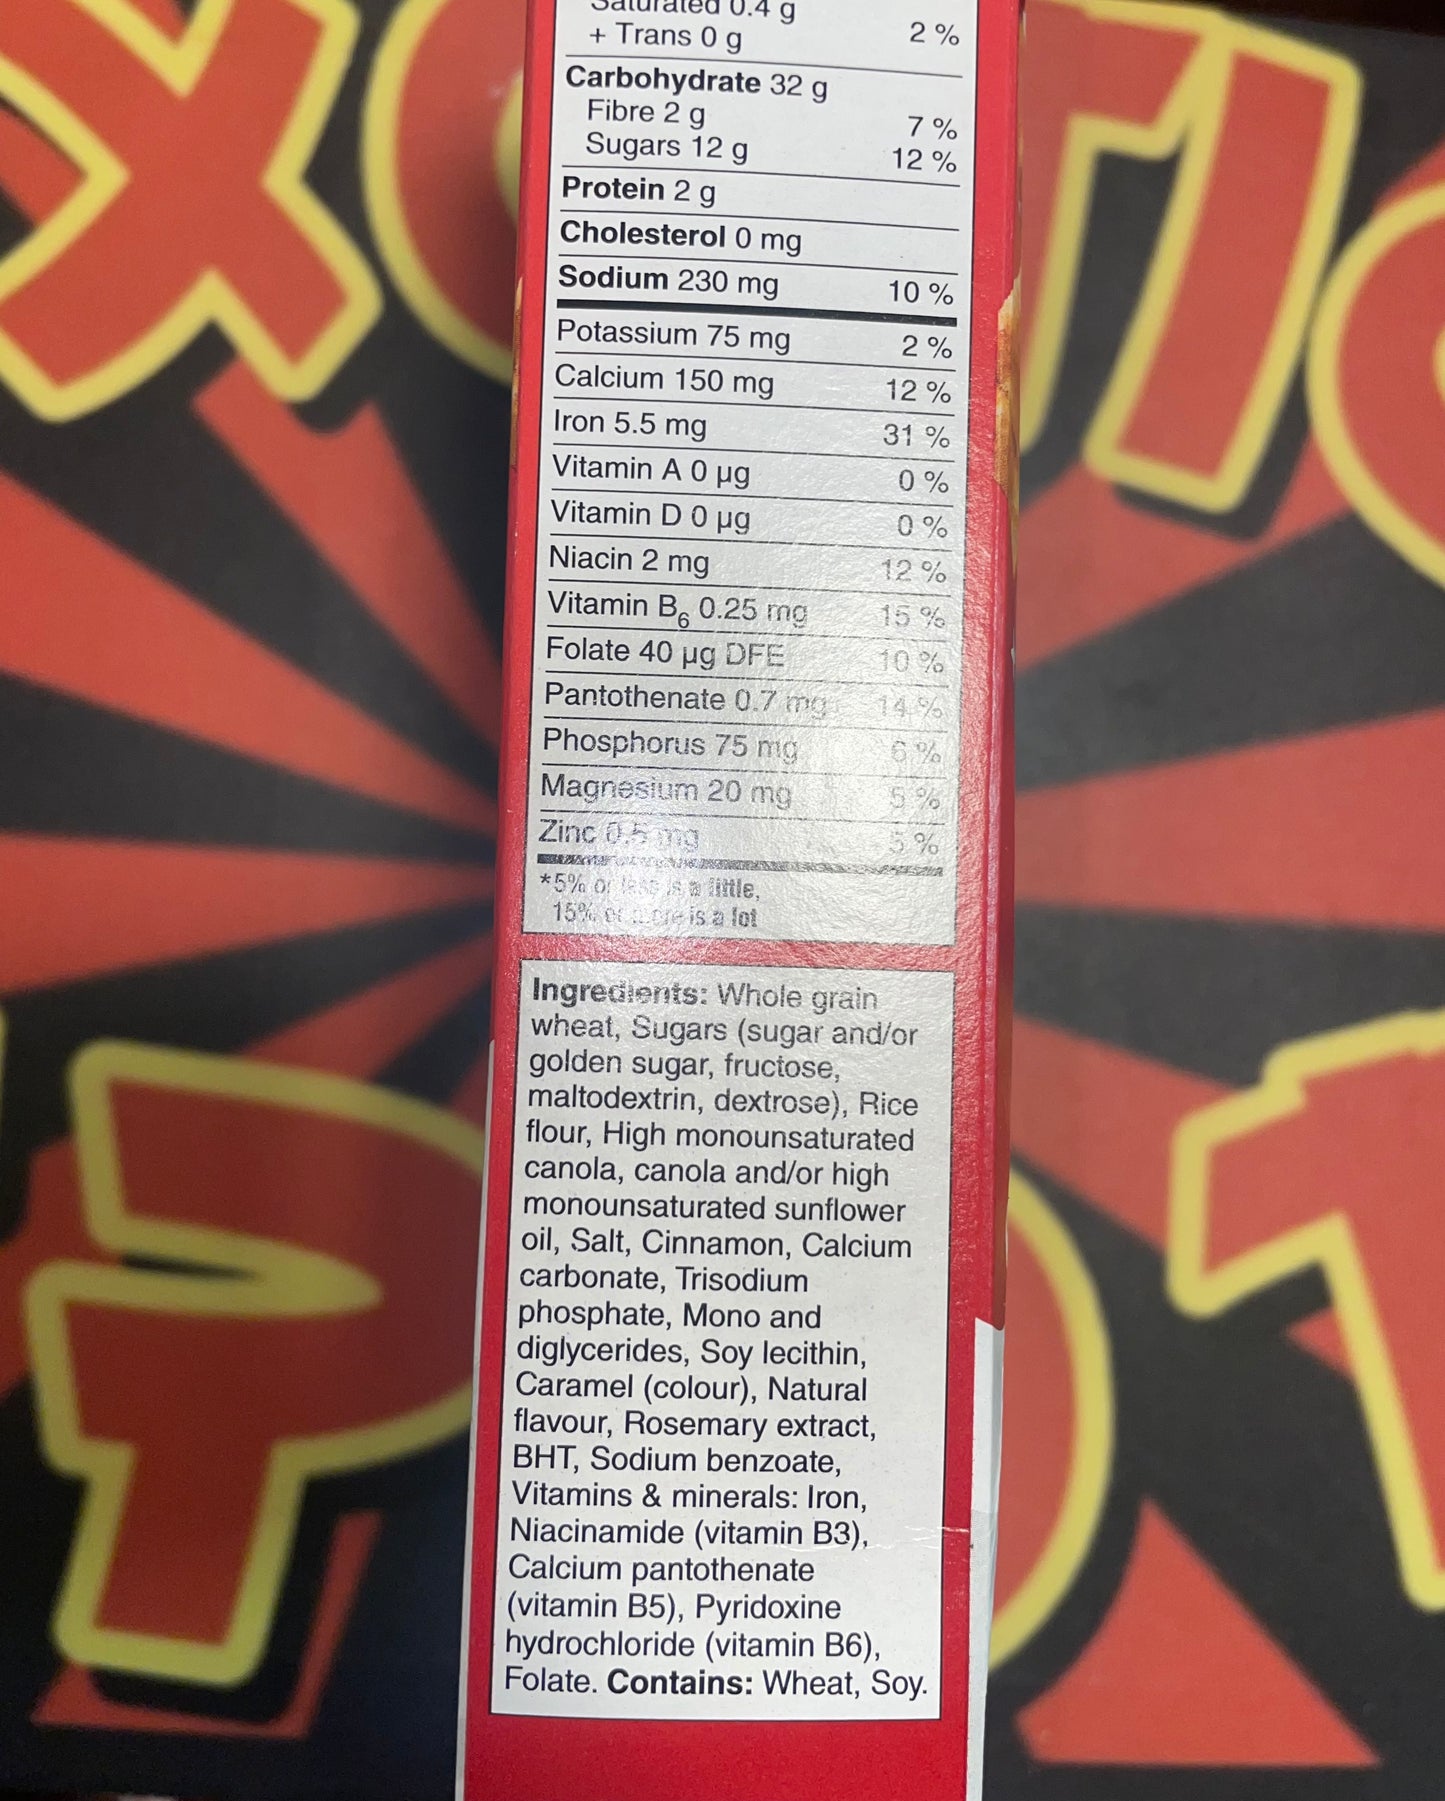 Saturated 0.4 g
+ Trans 0 g 2 %
Carbohydrate 32 g
Fibre 2 g 7 %
Sugars 12 g 12 %
Protein 2 g
Cholesterol 0 mg
Sodium 230 mg 10 %
Potassium 75 mg 2 %
Calcium 150 mg 12 %
Iron 5.5 mg 31 %
Vitamin A 0 µg 0 %
Vitamin D 0 µg 0 %
Niacin 2 mg 12 %
Vitamin B6 0.25 mg 15 %
Folate 40 µg DFE 10 %
Pantothenate 0.7 mg 14 %
Phosphorus 75 mg 6 %
Magnesium 20 mg 5 %
Zinc 0.5 mg 5 %
*5% or less is a little,
15% or more is a lot
Ingredients: Whole grain
wheat, Sugars (sugar and/or
golden sugar, fructose,
maltodextrin, dextrose), Rice
flour, High monounsaturated
canola, canola and/or high
monounsaturated sunflower
oil, Salt, Cinnamon, Calcium
carbonate, Trisodium
phosphate, Mono and
diglycerides, Soy lecithin,
Caramel (colour), Natural
flavour, Rosemary extract,
BHT, Sodium benzoate,
Vitamins & minerals: Iron,
Niacinamide (vitamin B3),
Calcium pantothenate
(vitamin B5), Pyridoxine
hydrochloride (vitamin B6),
Folate. Contains: Wheat, Soy.